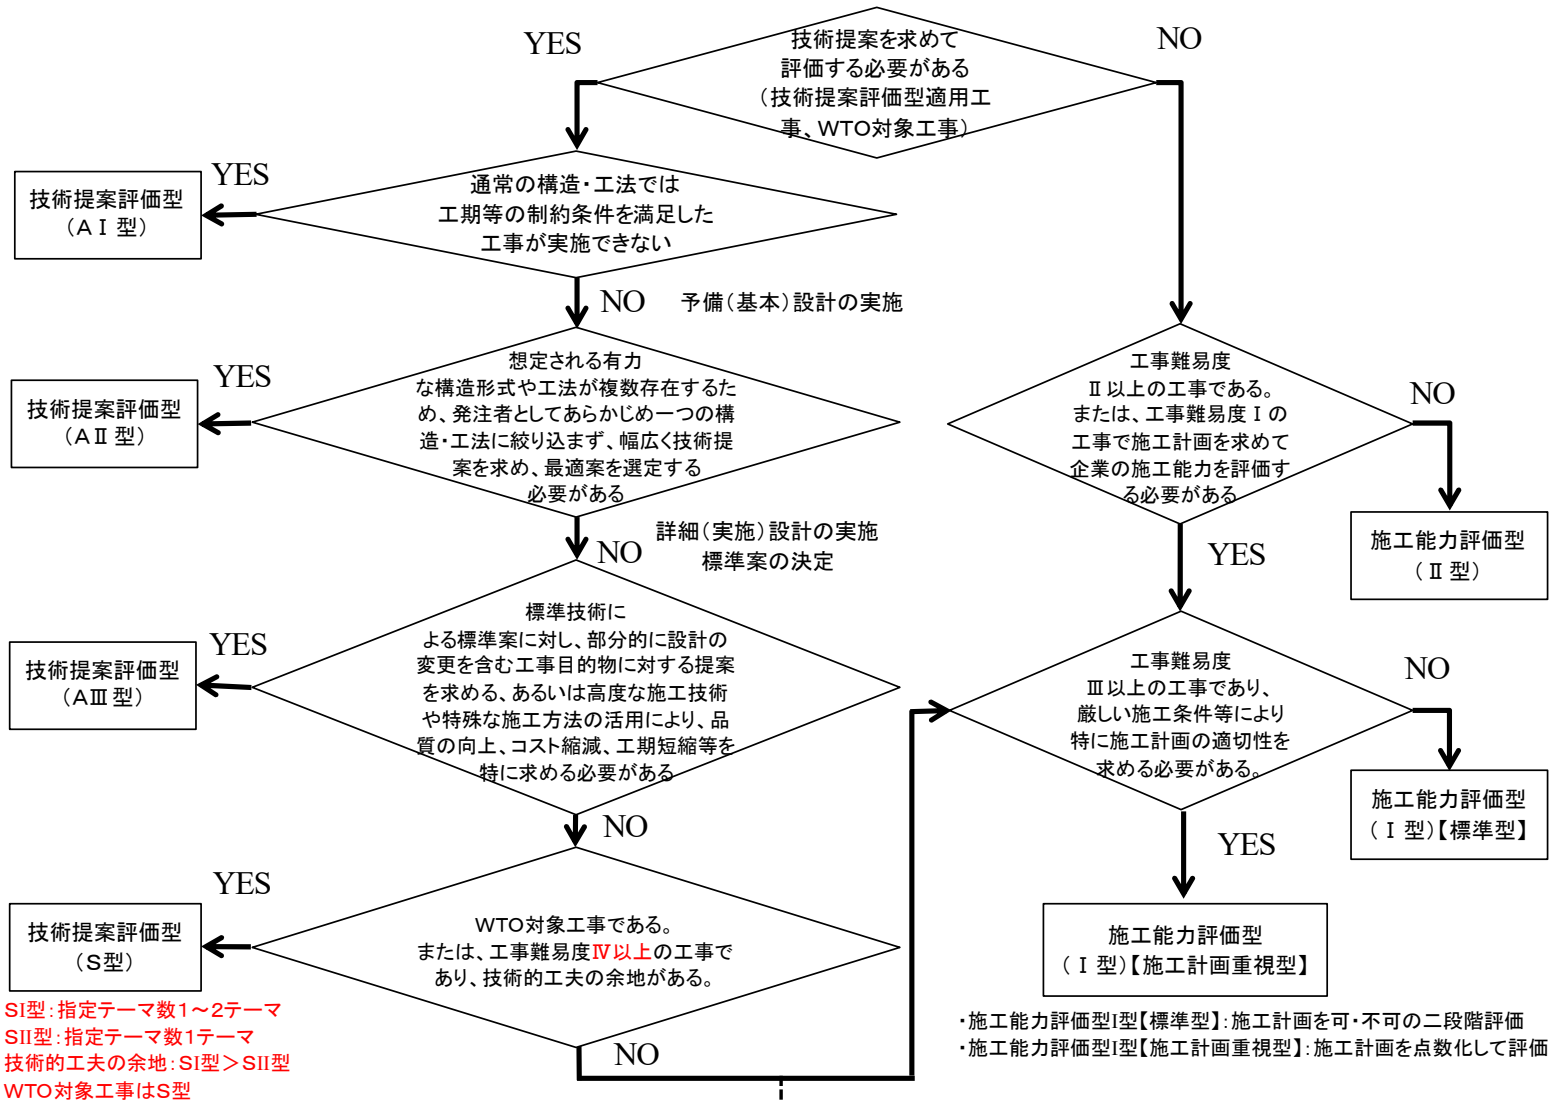 YES
技術提案を求めて
評価する必要がある
（技術提案評価型適用工
事、WTO対象工事）
NO
技術提案評価型
（AⅠ型）
YES
通常の構造・工法では
工期等の制約条件を満足した
工事が実施できない
NO
予備（基本）設計の実施
技術提案評価型
（AⅡ型）
YES
想定される有力
な構造形式や工法が複数存在するた
め、発注者としてあらかじめ一つの構
造・工法に絞り込まず、幅広く技術提
案を求め、最適案を選定する
必要がある
工事難易度
Ⅱ以上の工事である。
または、工事難易度Ⅰの
工事で施工計画を求めて
企業の施工能力を評価す
る必要がある
NO
施工能力評価型
（Ⅱ型）
NO
詳細（実施）設計の実施
標準案の決定
YES
技術提案評価型
（AⅢ型）
YES
標準技術に
よる標準案に対し、部分的に設計の
変更を含む工事目的物に対する提案
を求める、あるいは高度な施工技術
や特殊な施工方法の活用により、品
質の向上、コスト縮減、工期短縮等を
特に求める必要がある
工事難易度
Ⅲ以上の工事であり、
厳しい施工条件等により
特に施工計画の適切性を
求める必要がある。
NO
施工能力評価型
（Ⅰ型）【標準型】
NO
YES
技術提案評価型
（S型）
YES
WTO対象工事である。
または、工事難易度Ⅳ以上の工事で
あり、技術的工夫の余地がある。
施工能力評価型
（Ⅰ型）【施工計画重視型】
SI型：指定テーマ数1～2テーマ
SII型：指定テーマ数1テーマ
技術的工夫の余地：SI型＞SII型
WTO対象工事はS型
NO
・施工能力評価型I型【標準型】：施工計画を可・不可の二段階評価
・施工能力評価型I型【施工計画重視型】：施工計画を点数化して評価